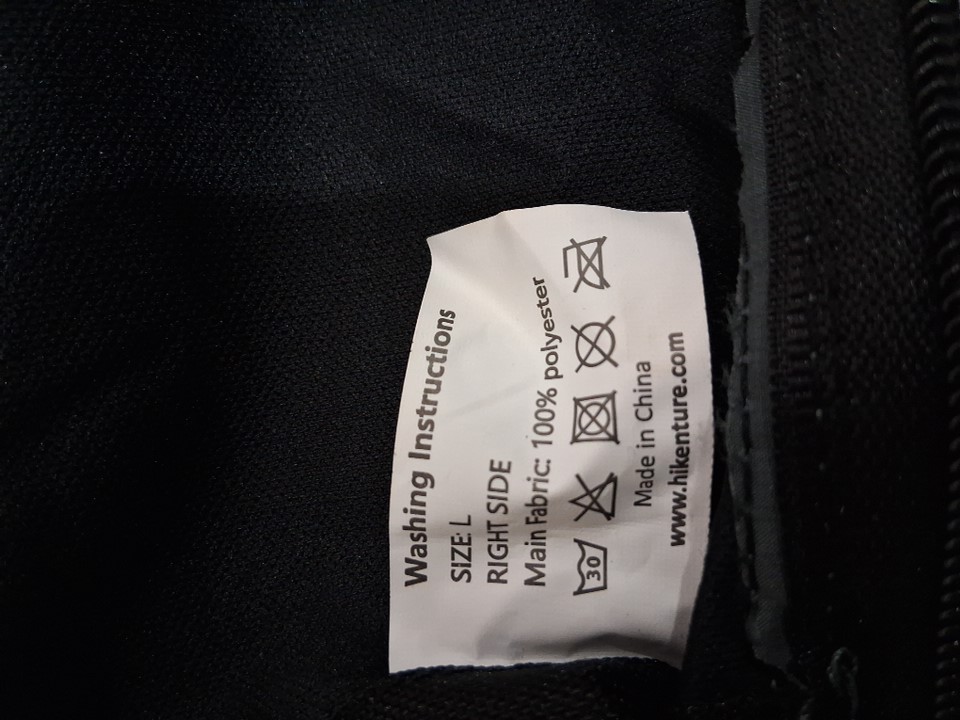 Washing Instructions
SIZE: L
RIGHT SIDE
Main Fabric: 100% polyester
30
Made in China
www.hikenture.com